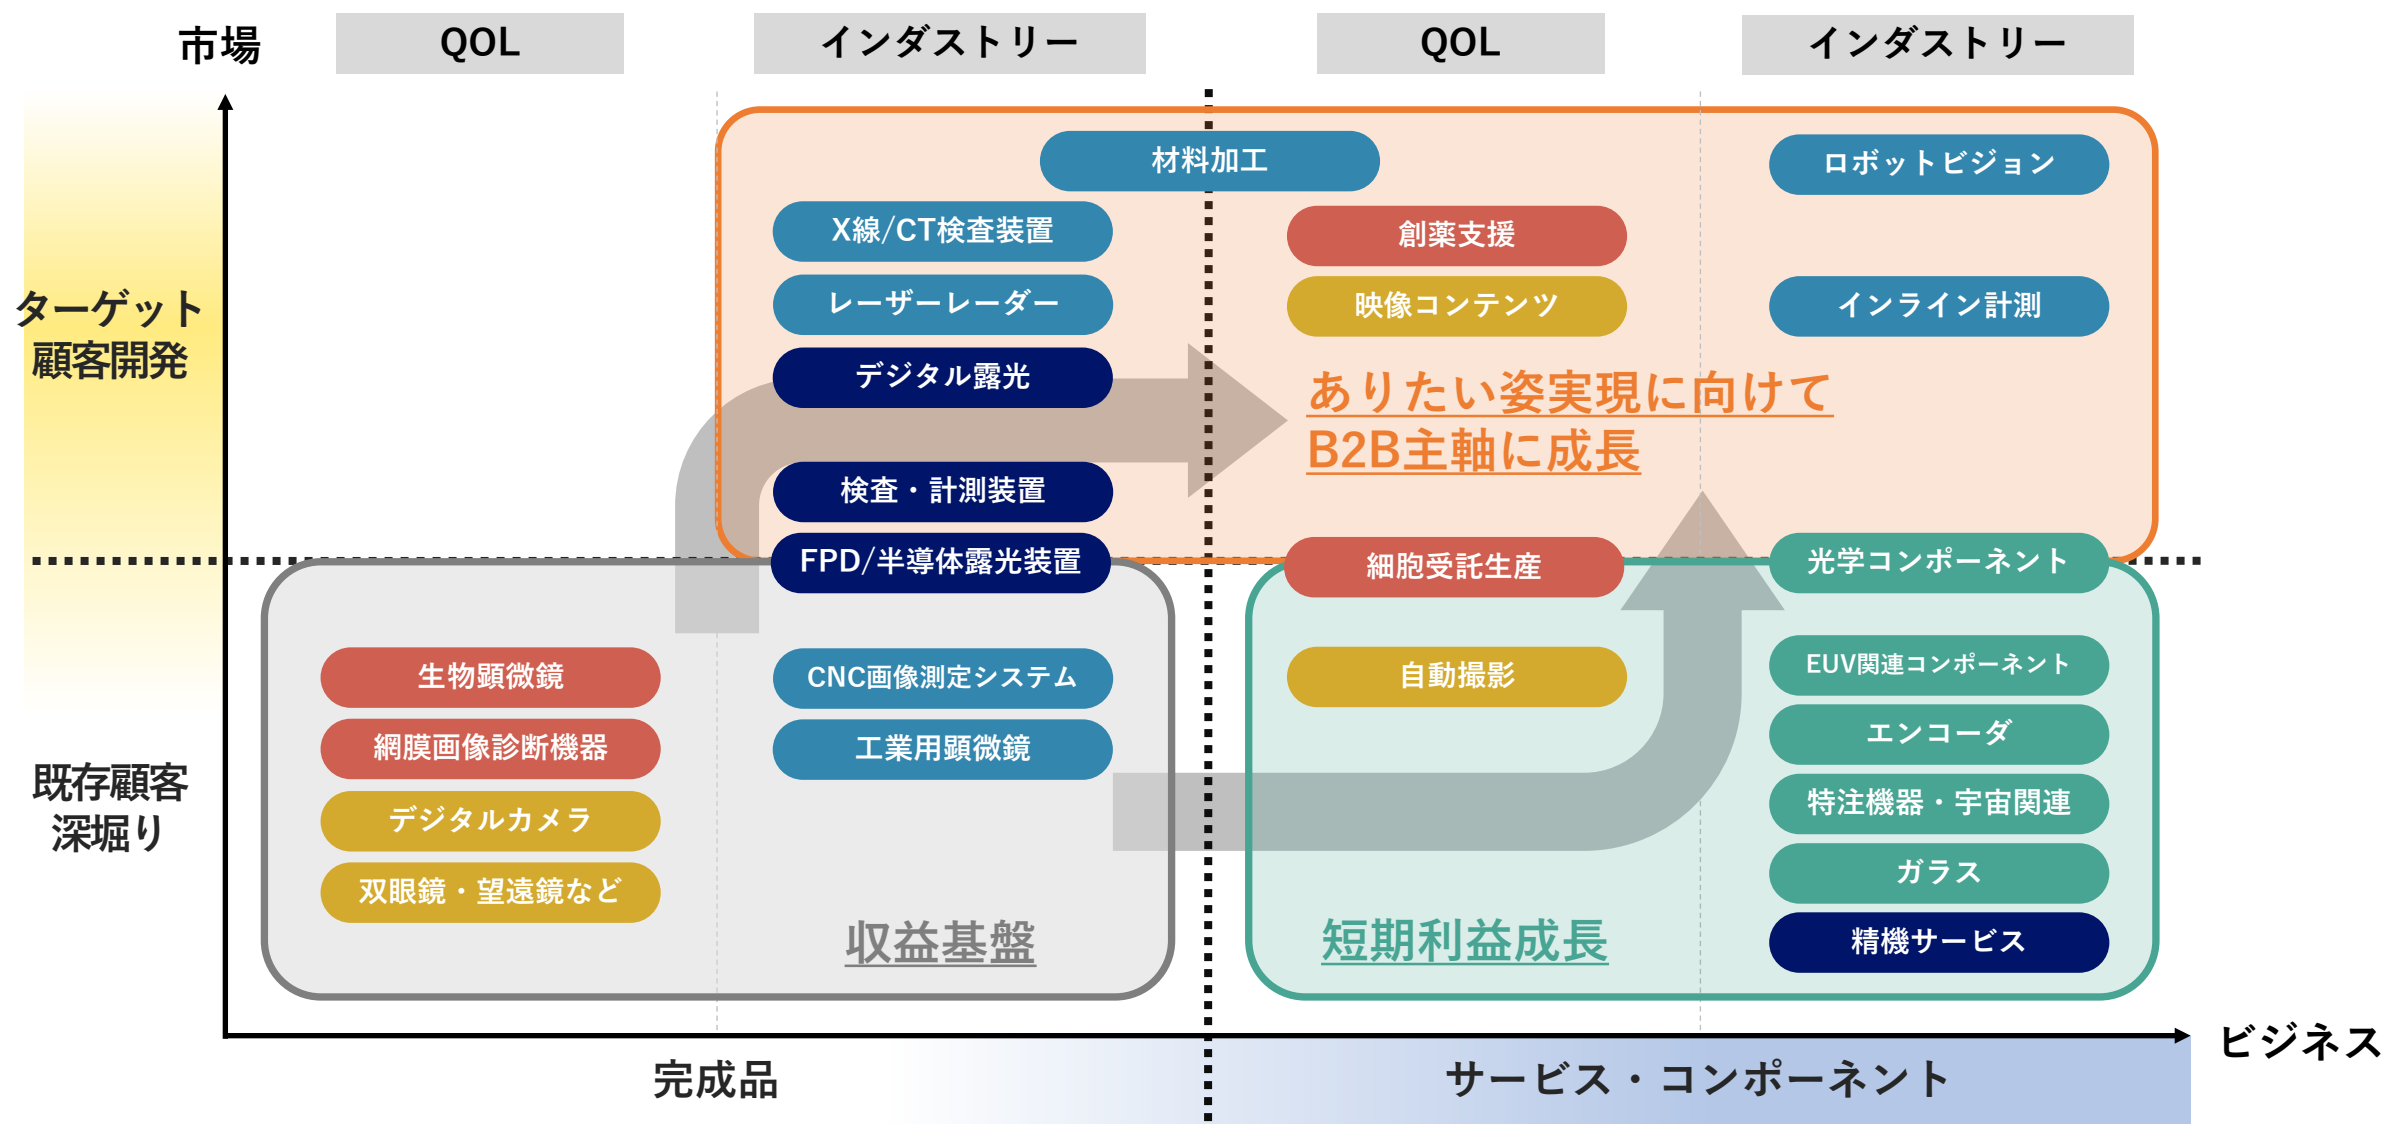 市場
QOL
インダストリー
QOL
インダストリー
材料加工
ロボットビジョン
X線/CT検査装置
創薬支援
レーザーレーダー
映像コンテンツ
インライン計測
ターゲット
顧客開発
デジタル露光
ありたい姿実現に向けて
B2B主軸に成長
検査・計測装置
FPD/半導体露光装置
細胞受託生産
光学コンポーネント
生物顕微鏡
CNC画像測定システム
自動撮影
EUV関連コンポーネント
網膜画像診断機器
工業用顕微鏡
エンコーダ
既存顧客
深堀り
デジタルカメラ
特注機器・宇宙関連
双眼鏡・望遠鏡など
ガラス
収益基盤
短期利益成長
精機サービス
ビジネス
完成品
サービス・コンポーネント